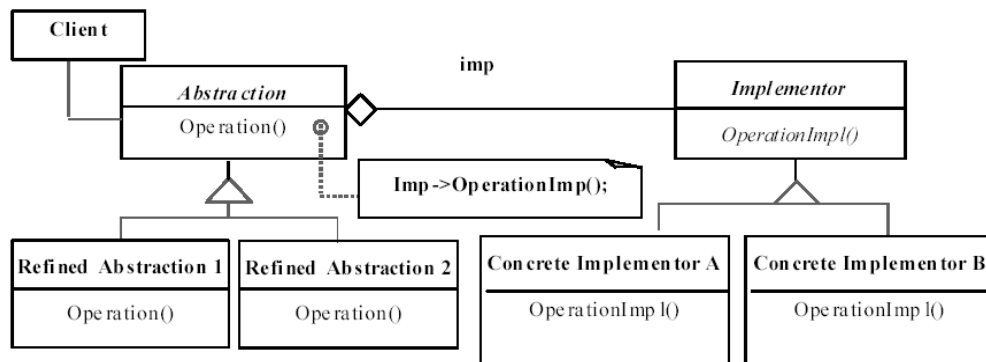 Client
imp
Abstraction
Operation()
Implementor
OperationImpl()
Imp->OperationImp();
Refined Abstraction 1
Operation()
Refined Abstraction 2
Operation()
Concrete Implementor A
OperationImpl()
Concrete Implementor B
OperationImpl()